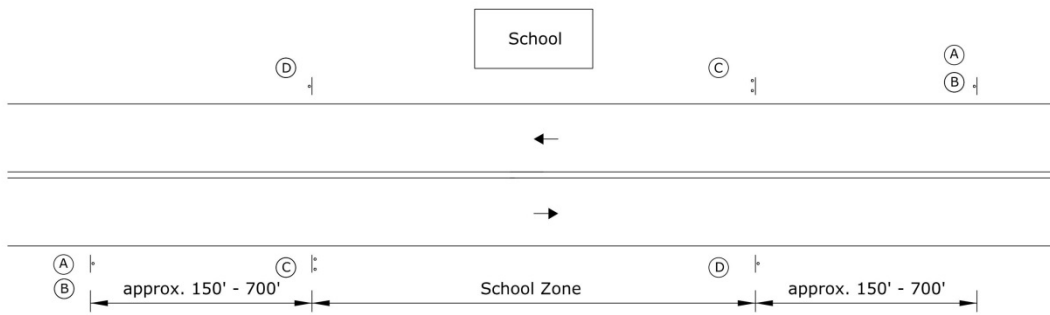 School
D
C
A
B
A
B
C
D
approx. 150' - 700'
School Zone
approx. 150' - 700'